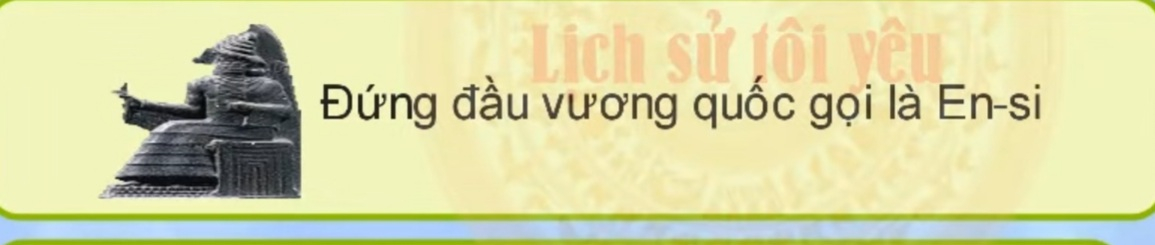 Lịch sử tôi yêu
Đứng đầu vương quốc gọi là En-si